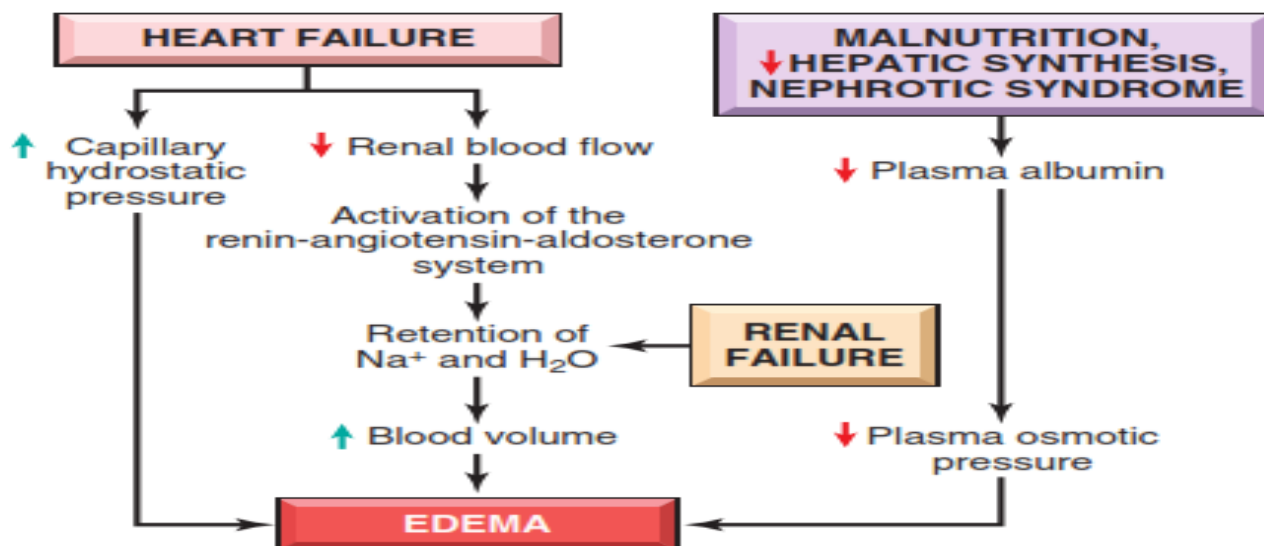 HEART FAILURE
MALNUTRITION,
↓ HEPATIC SYNTHESIS,
NEPHROTIC SYNDROME
↑ Capillary
hydrostatic
pressure
↓ Renal blood flow
↓ Plasma albumin
Activation of the
renin-angiotensin-aldosterone
system
Retention of
Na⁺ and H₂O
RENAL
FAILURE
↑ Blood volume
↓ Plasma osmotic
pressure
EDEMA